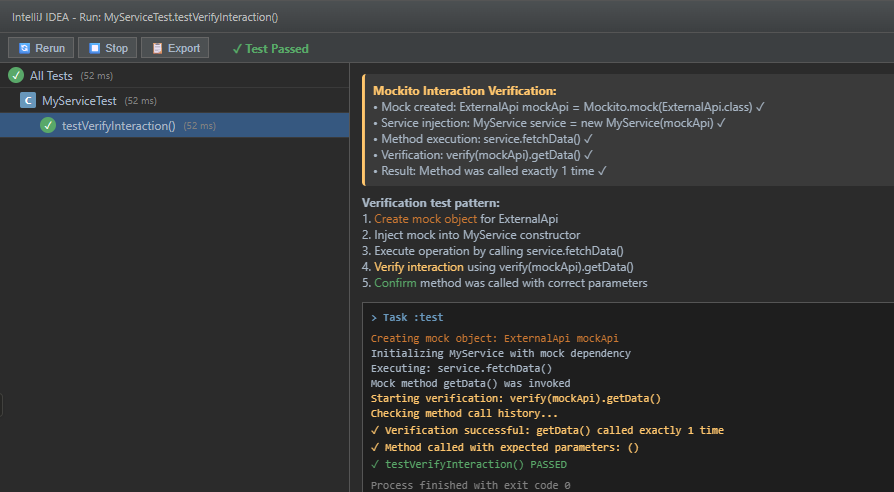 IntelliJ IDEA - Run: MyServiceTest.testVerifyInteraction()
Rerun Stop Export ✓ Test Passed
All Tests (52 ms)
C MyServiceTest (52 ms)
testVerifyInteraction() (52 ms)
Mockito Interaction Verification:
• Mock created: ExternalApi mockApi = Mockito.mock(ExternalApi.class) ✓
• Service injection: MyService service = new MyService(mockApi) ✓
• Method execution: service.fetchData() ✓
• Verification: verify(mockApi).getData() ✓
• Result: Method was called exactly 1 time ✓
Verification test pattern:
1. Create mock object for ExternalApi
2. Inject mock into MyService constructor
3. Execute operation by calling service.fetchData()
4. Verify interaction using verify(mockApi).getData()
5. Confirm method was called with correct parameters
> Task :test
Creating mock object: ExternalApi mockApi
Initializing MyService with mock dependency
Executing: service.fetchData()
Mock method getData() was invoked
Starting verification: verify(mockApi).getData()
Checking method call history...
✓ Verification successful: getData() called exactly 1 time
✓ Method called with expected parameters: ()
✓ testVerifyInteraction() PASSED
Process finished with exit code 0